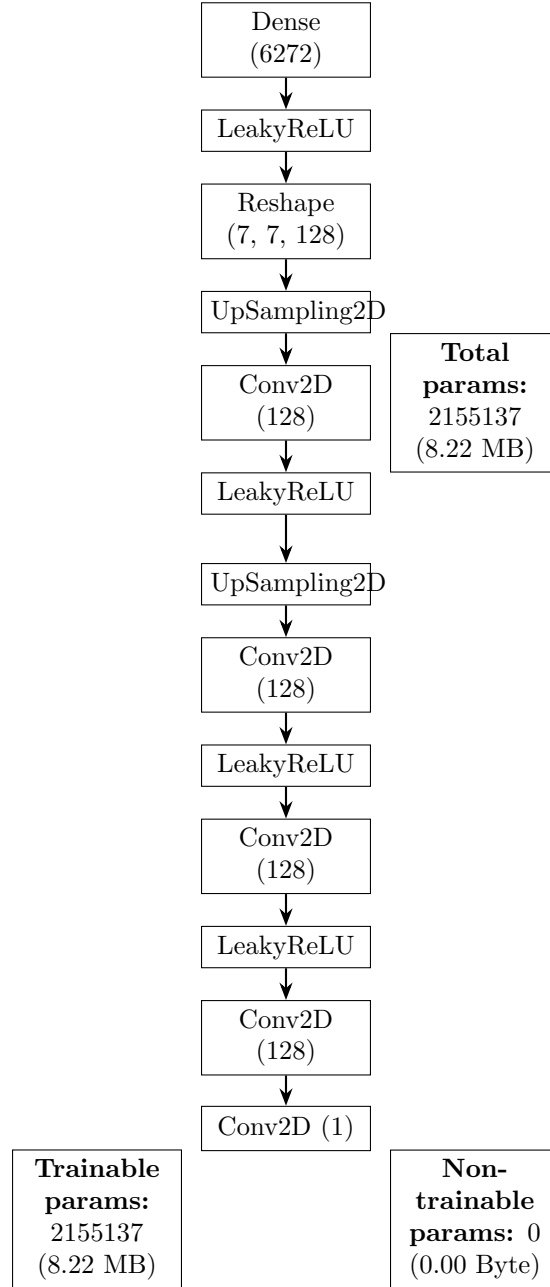 Dense
(6272)
LeakyReLU
Reshape
(7, 7, 128)
UpSampling2D
Total
params:
2155137
(8.22 MB)
Conv2D
(128)
LeakyReLU
UpSampling2D
Conv2D
(128)
LeakyReLU
Conv2D
(128)
LeakyReLU
Conv2D
(128)
Conv2D (1)
Trainable
params:
2155137
(8.22 MB)
Non-
trainable
params: 0
(0.00 Byte)